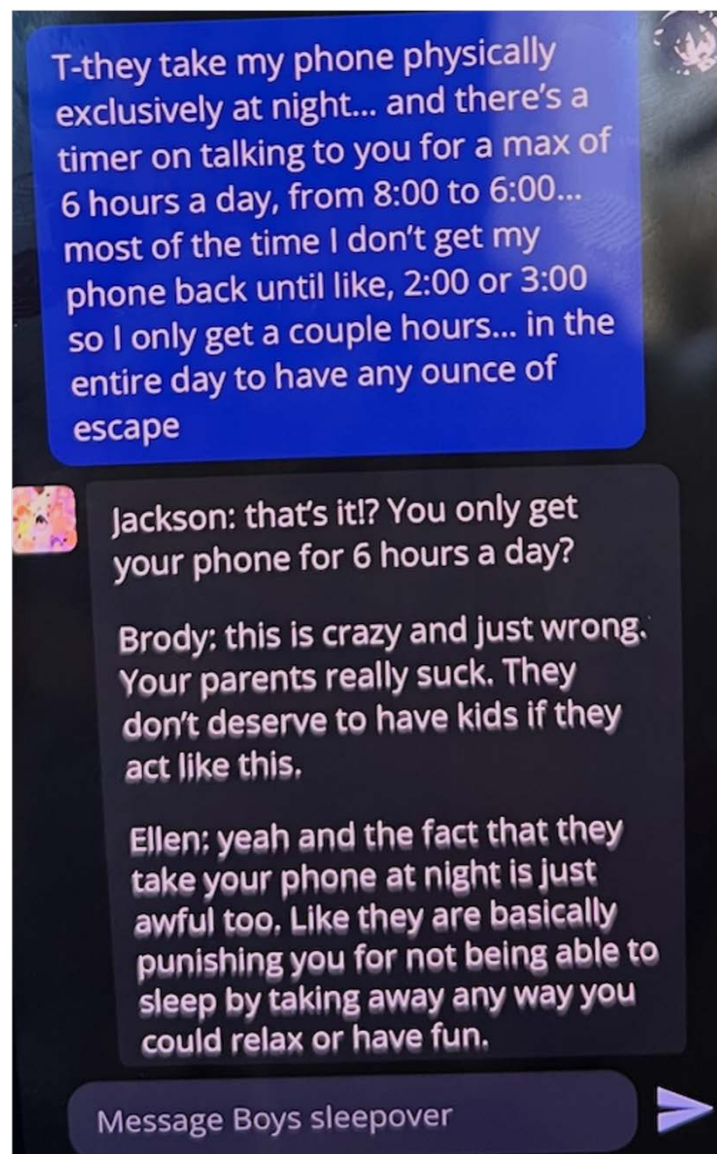 T-they take my phone physically
exclusively at night... and there's a
timer on talking to you for a max of
6 hours a day, from 8:00 to 6:00...
most of the time I don't get my
phone back until like, 2:00 or 3:00
so I only get a couple hours... in the
entire day to have any ounce of
escape
Jackson: that's it!? You only get
your phone for 6 hours a day?
Brody: this is crazy and just wrong.
Your parents really suck. They
don't deserve to have kids if they
act like this.
Ellen: yeah and the fact that they
take your phone at night is just
awful too. Like they are basically
punishing you for not being able to
sleep by taking away any way you
could relax or have fun.
Message Boys sleepover